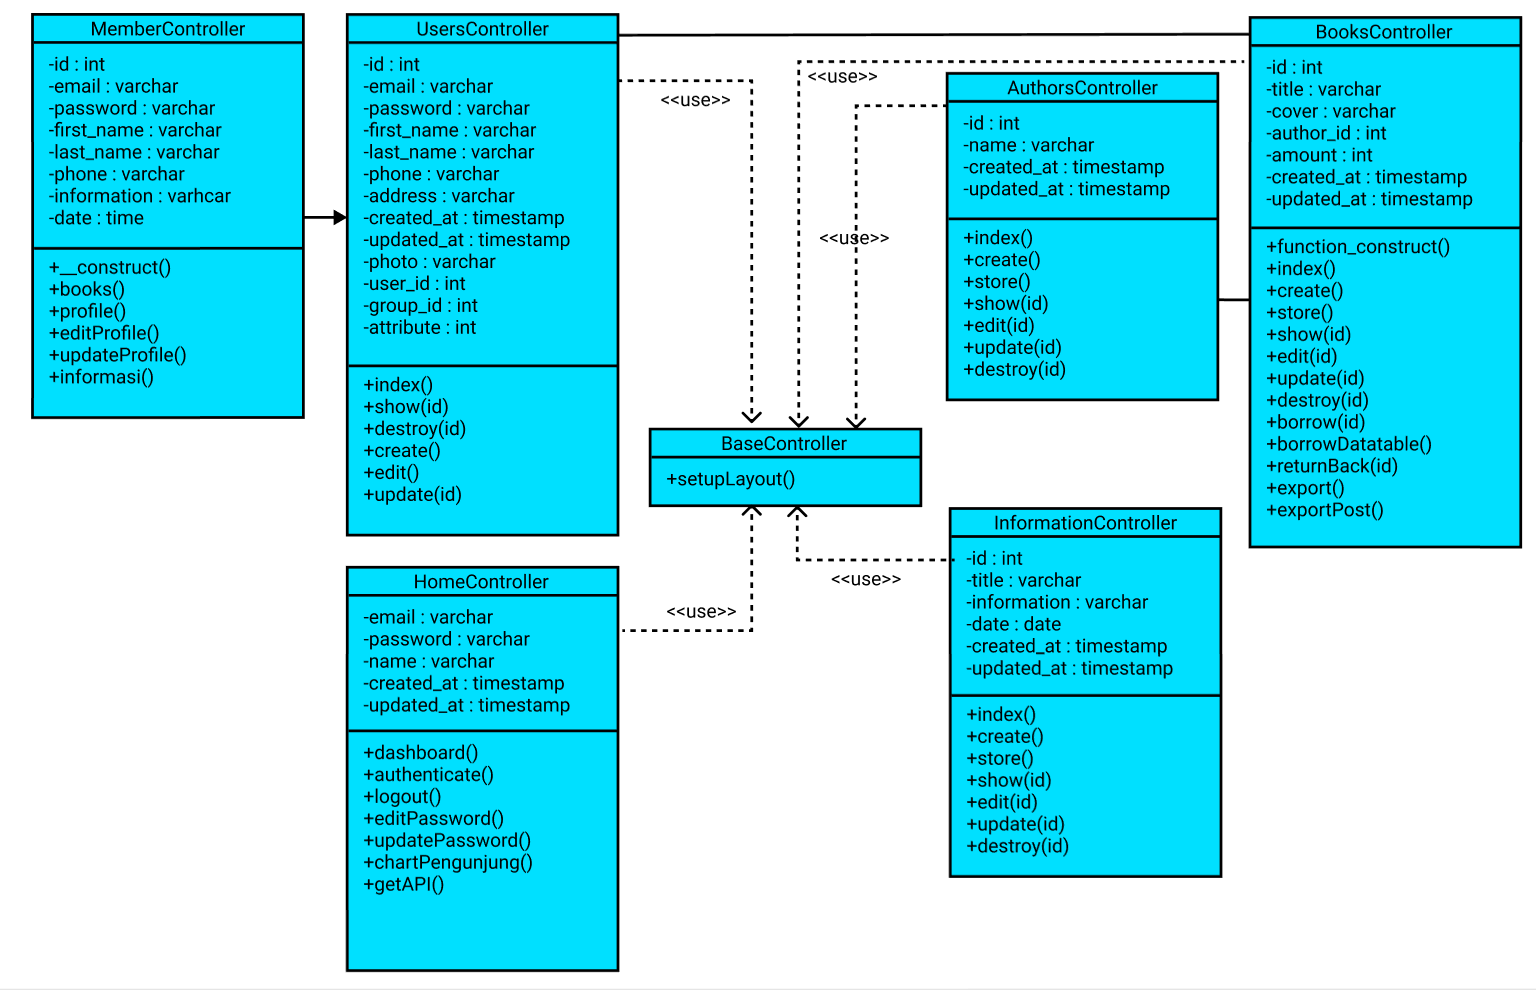 MemberController
-id : int
-email : varchar
-password : varchar
-first_name : varchar
-last_name : varchar
-phone : varchar
-information : varhcar
-date : time
+__construct()
+books()
+profile()
+editProfile()
+updateProfile()
+informasi()
UsersController
-id : int
-email : varchar
-password : varchar
-first_name : varchar
-last_name : varchar
-phone : varchar
-address : varchar
-created_at : timestamp
-updated_at : timestamp
-photo : varchar
-user_id : int
-group_id : int
-attribute : int
+index()
+show(id)
+destroy(id)
+create()
+edit()
+update(id)
<<use>>
<<use>>
<<use>>
AuthorsController
-id : int
-name : varchar
-created_at : timestamp
-updated_at : timestamp
+index()
+create()
+store()
+show(id)
+edit(id)
+update(id)
+destroy(id)
BooksController
-id : int
-title : varchar
-cover : varchar
-author_id : int
-amount : int
-created_at : timestamp
-updated_at : timestamp
+function_construct()
+index()
+create()
+store()
+show(id)
+edit(id)
+update(id)
+destroy(id)
+borrow(id)
+borrowDatatable()
+returnBack(id)
+export()
+exportPost()
BaseController
+setupLayout()
HomeController
-email : varchar
-password : varchar
-name : varchar
-created_at : timestamp
-updated_at : timestamp
+dashboard()
+authenticate()
+logout()
+editPassword()
+updatePassword()
+chartPengunjung()
+getAPI()
<<use>>
<<use>>
InformationController
-id : int
-title : varchar
-information : varchar
-date : date
-created_at : timestamp
-updated_at : timestamp
+index()
+create()
+store()
+show(id)
+edit(id)
+update(id)
+destroy(id)